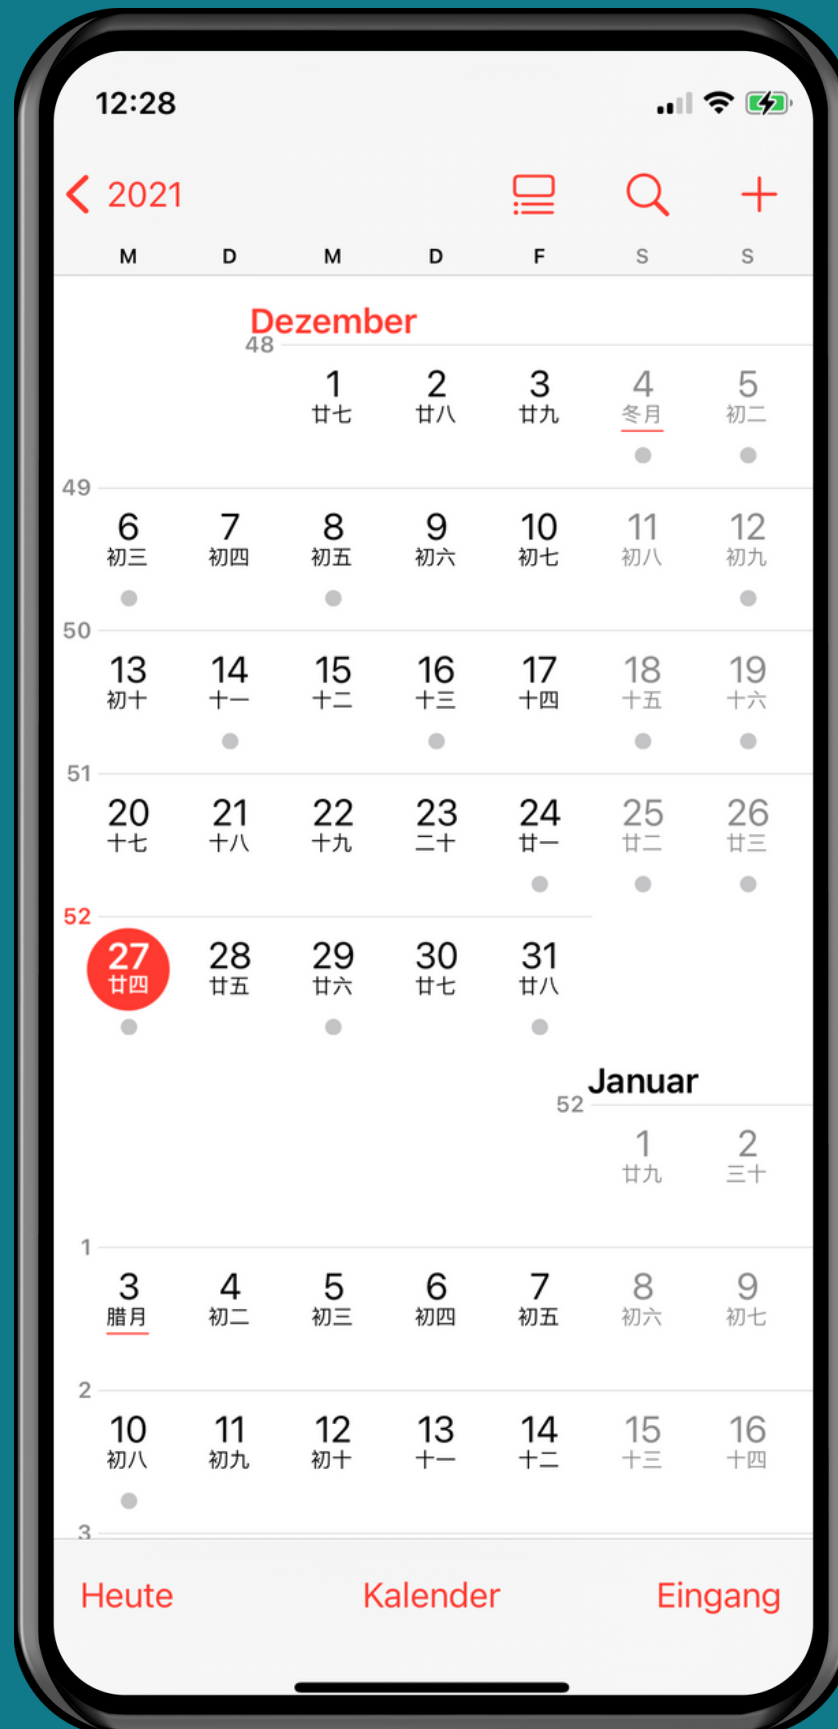 12:28
2021
M D M D F S S
Dezember
48
1 2 3 4 5
廿七 廿八 廿九 冬月 初二
49
6 7 8 9 10 11 12
初三 初四 初五 初六 初七 初八 初九
50
13 14 15 16 17 18 19
初十 十一 十二 十三 十四 十五 十六
51
20 21 22 23 24 25 26
十七 十八 十九 二十 廿一 廿二 廿三
52
27 28 29 30 31
廿四 廿五 廿六 廿七 廿八
Januar
52
1 2
廿九 三十
1
3 4 5 6 7 8 9
腊月 初二 初三 初四 初五 初六 初七
2
10 11 12 13 14 15 16
初八 初九 初十 十一 十二 十三 十四
3
Heute Kalender Eingang